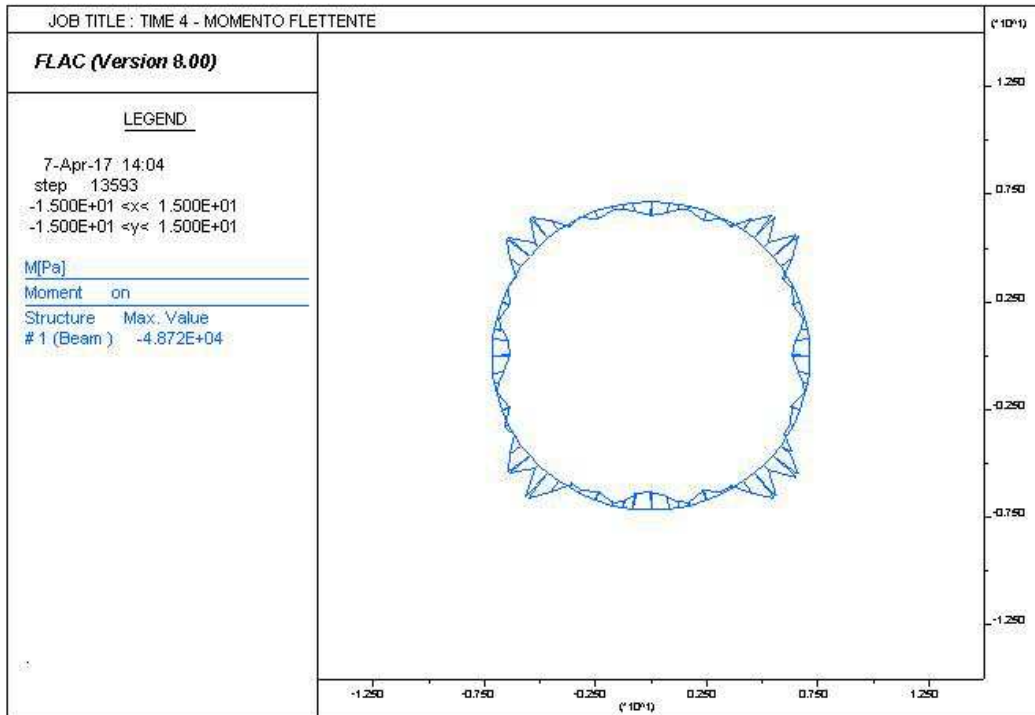 JOB TITLE : TIME 4 - MOMENTO FLETTENTE
(*10^1)
FLAC (Version 8.00)
LEGEND
7-Apr-17 14:04
step 13593
-1.500E+01 <x< 1.500E+01
-1.500E+01 <y< 1.500E+01
M[Pa]
Moment on
Structure Max. Value
# 1 (Beam ) -4.872E+04
1.250
0.750
0.250
-0.250
-0.750
-1.250
-1.250 -0.750 -0.250 0.250 0.750 1.250
(*10^1)